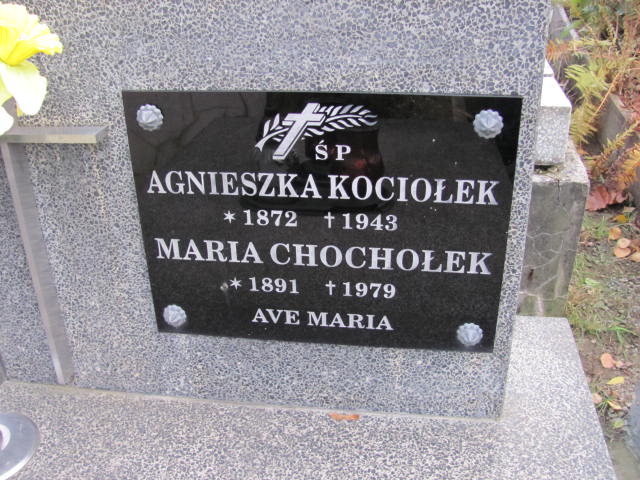 ŚP
AGNIESZKA KOCIOŁEK
* 1872 † 1943
MARIA CHOCHOŁEK
* 1891 † 1979
AVE MARIA